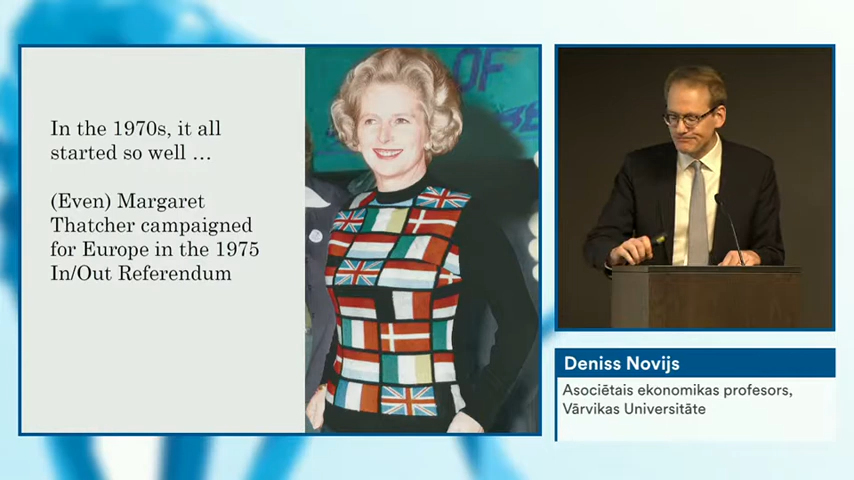 In the 1970s, it all
started so well ...
(Even) Margaret
Thatcher campaigned
for Europe in the 1975
In/Out Referendum
OF
Deniss Novijs
Asociētais ekonomikas profesors,
Vārvikas Universitāte